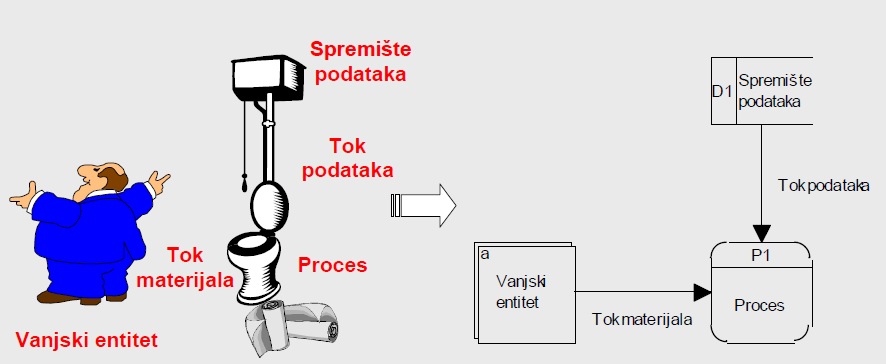 Spremište
podataka
Tok
podataka
Tok
materijala
Proces
Vanjski entitet
D1
Spremište
podataka
Tok podataka
a
Vanjski
entitet
Tok materijala
P1
Proces